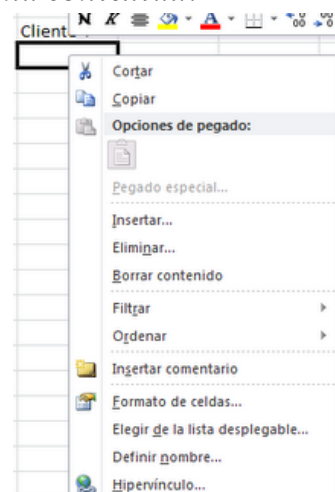 N K A
Cliente
Cortar
Copiar
Opciones de pegado:
Pegado especial...
Insertar...
Eliminar...
Borrar contenido
Filtrar
Ordenar
Insertar comentario
Formato de celdas...
Elegir de la lista desplegable...
Definir nombre...
Hipervínculo...